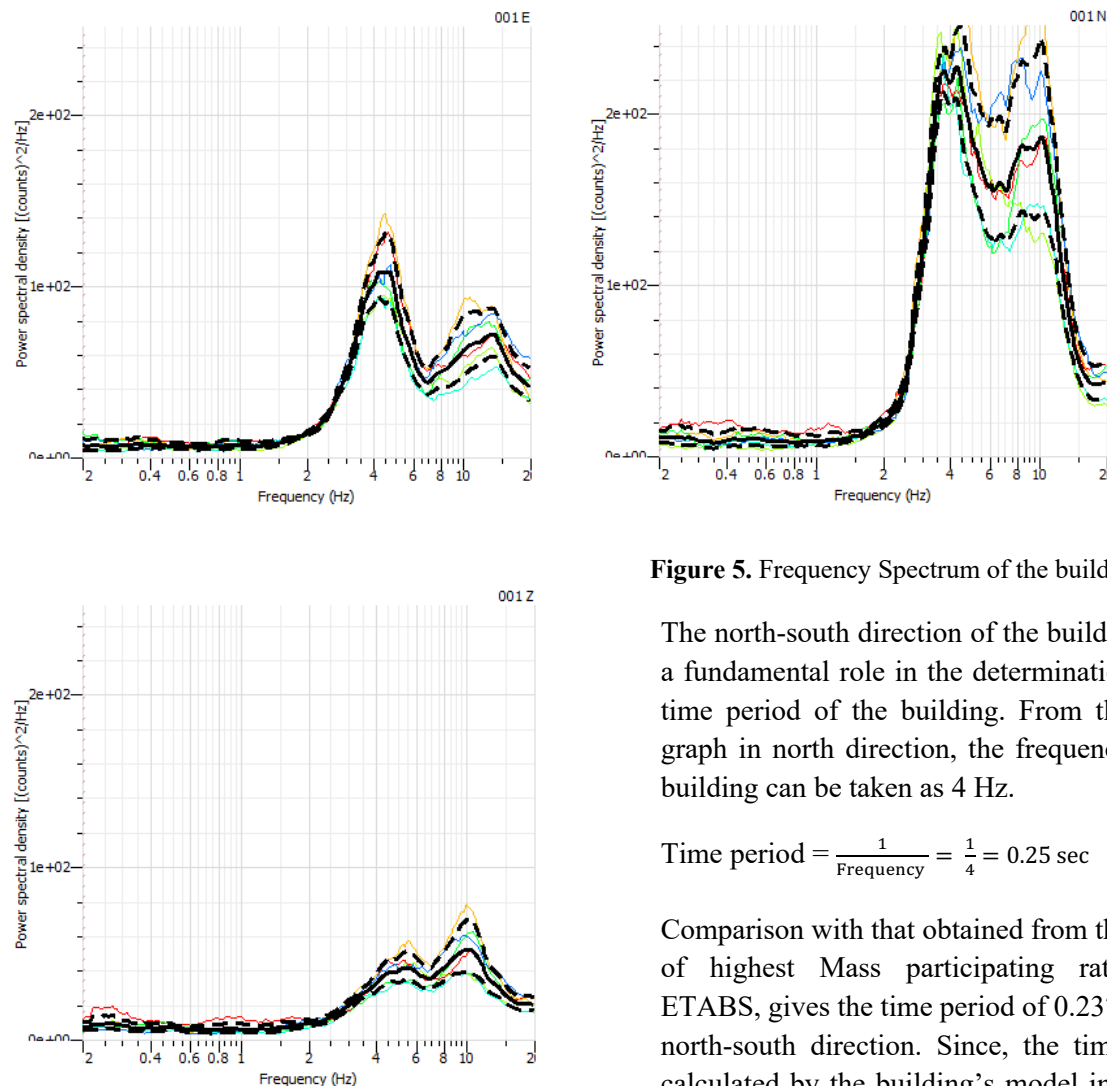 001E
Power spectral density [(counts)^2/Hz]
2e+02
1e+02
0e+00
2 0.4 0.6 0.8 1 2 4 6 8 10 20
Frequency (Hz)
001N
Power spectral density [(counts)^2/Hz]
2e+02
1e+02
0e+00
2 0.4 0.6 0.8 1 2 4 6 8 10 2
Frequency (Hz)
001Z
Power spectral density [(counts)^2/Hz]
2e+02
1e+02
0e+00
2 0.4 0.6 0.8 1 2 4 6 8 10 20
Frequency (Hz)
Figure 5. Frequency Spectrum of the build
The north-south direction of the build
a fundamental role in the determinati
time period of the building. From th
graph in north direction, the frequenc
building can be taken as 4 Hz.
Time period = 1/Frequency = 1/4 = 0.25 sec
Comparison with that obtained from th
of highest Mass participating rat
ETABS, gives the time period of 0.23
north-south direction. Since, the tim
calculated by the building’s model in